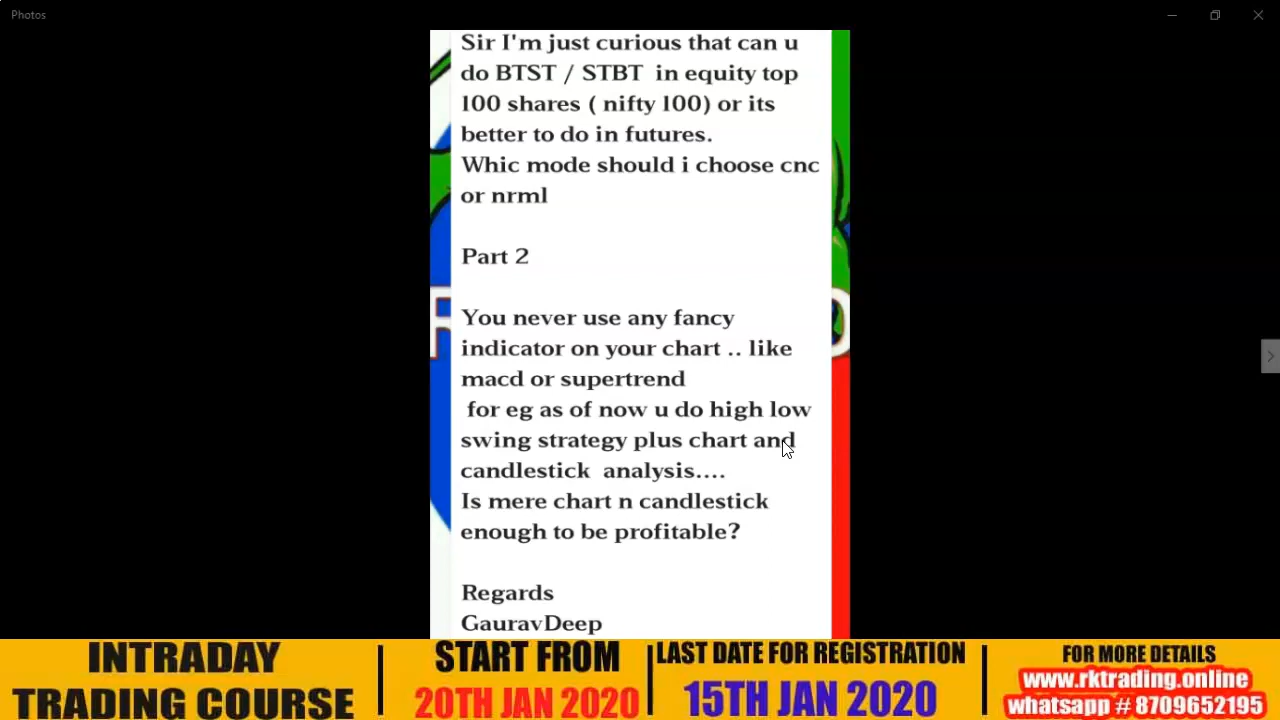 Photos
Sir I'm just curious that can u
do BTST / STBT in equity top
100 shares ( nifty 100) or its
better to do in futures.
Whic mode should i choose cnc
or nrml
Part 2
You never use any fancy
indicator on your chart .. like
macd or supertrend
for eg as of now u do high low
swing strategy plus chart and
candlestick analysis....
Is mere chart n candlestick
enough to be profitable?
Regards
GauravDeep
INTRADAY
TRADING COURSE
START FROM
20TH JAN 2020
LAST DATE FOR REGISTRATION
15TH JAN 2020
FOR MORE DETAILS
www.rktrading.online
whatsapp # 8709652195